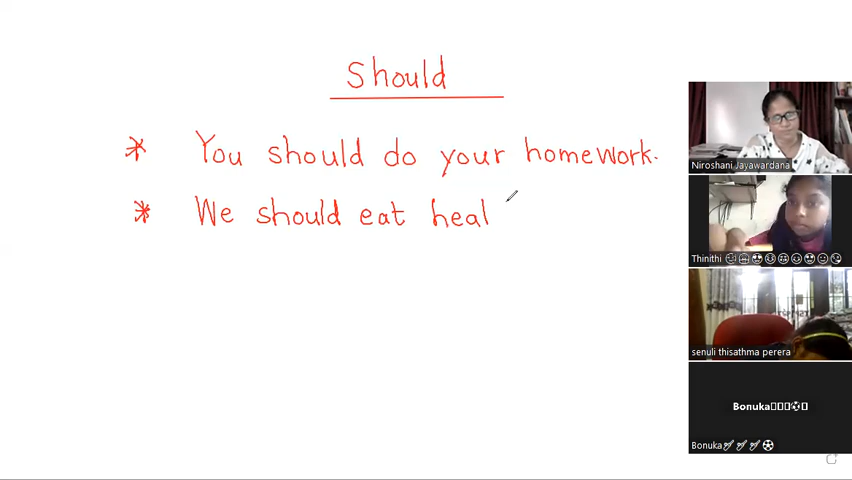 Should
* You should do your homework.
* We should eat heal
Niroshani Jayawardana
Thinithi
senuli thisathma perera
Bonuka
Bonuka